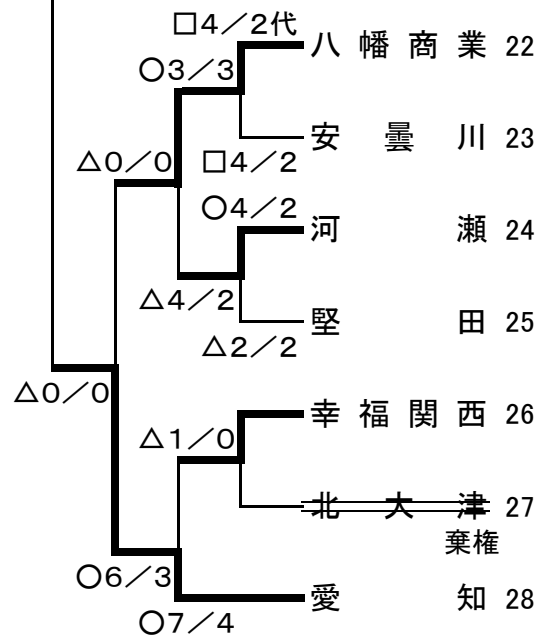 □4／2代
八幡商業 22
○3／3
安曇川 23
△0／0
□4／2
○4／2
河瀬 24
△4／2
堅田 25
△2／2
△0／0
幸福関西 26
△1／0
北大津 27
棄権
○6／3
愛知 28
○7／4